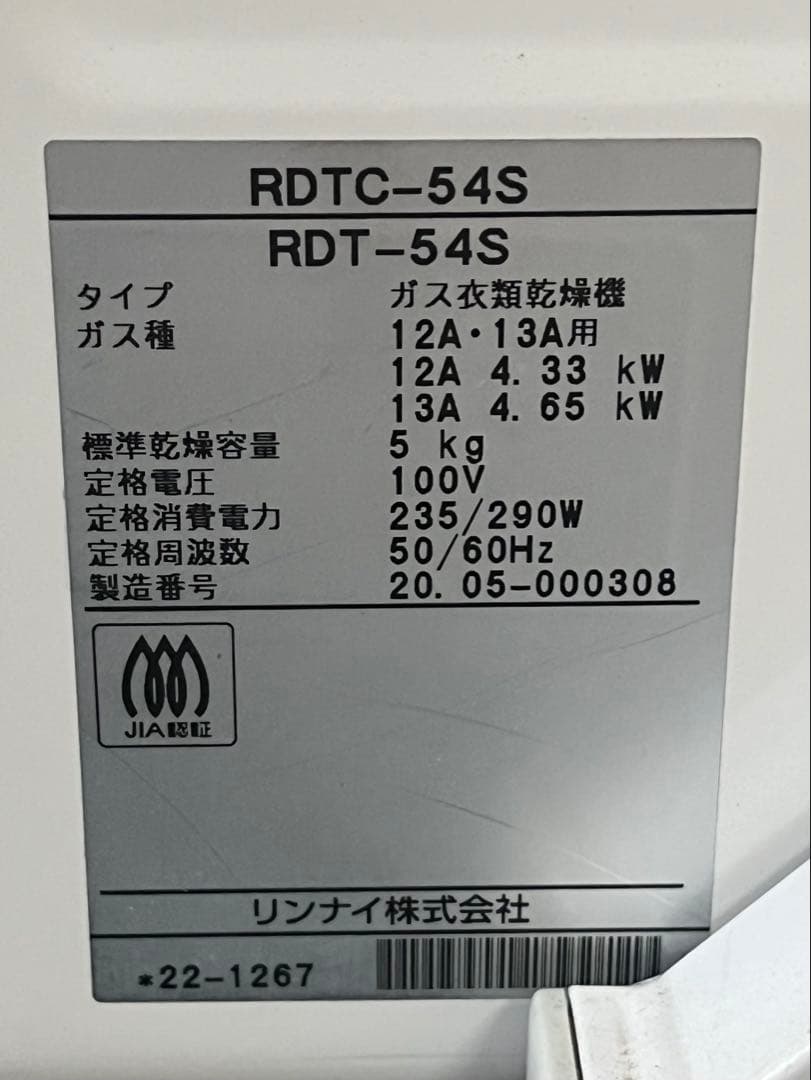 RDTC-54S
RDT-54S
タイプ ガス衣類乾燥機
ガス種 12A・13A用
12A 4.33 kW
13A 4.65 kW
標準乾燥容量 5 kg
定格電圧 100V
定格消費電力 235/290W
定格周波数 50/60Hz
製造番号 20.05-000308
JIA認証
リンナイ株式会社
*22-1267